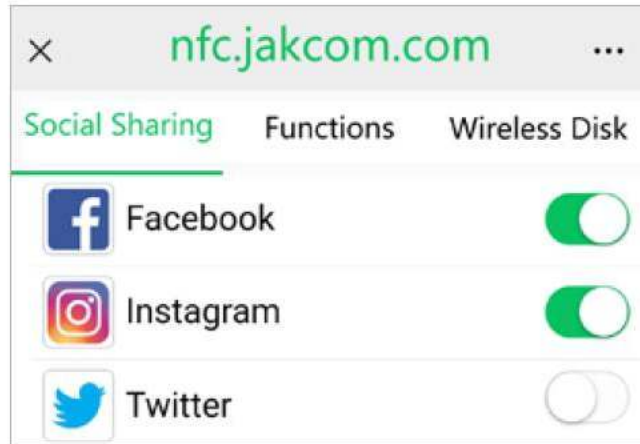 nfc.jakcom.com
Social Sharing Functions Wireless Disk
Facebook
Instagram
Twitter